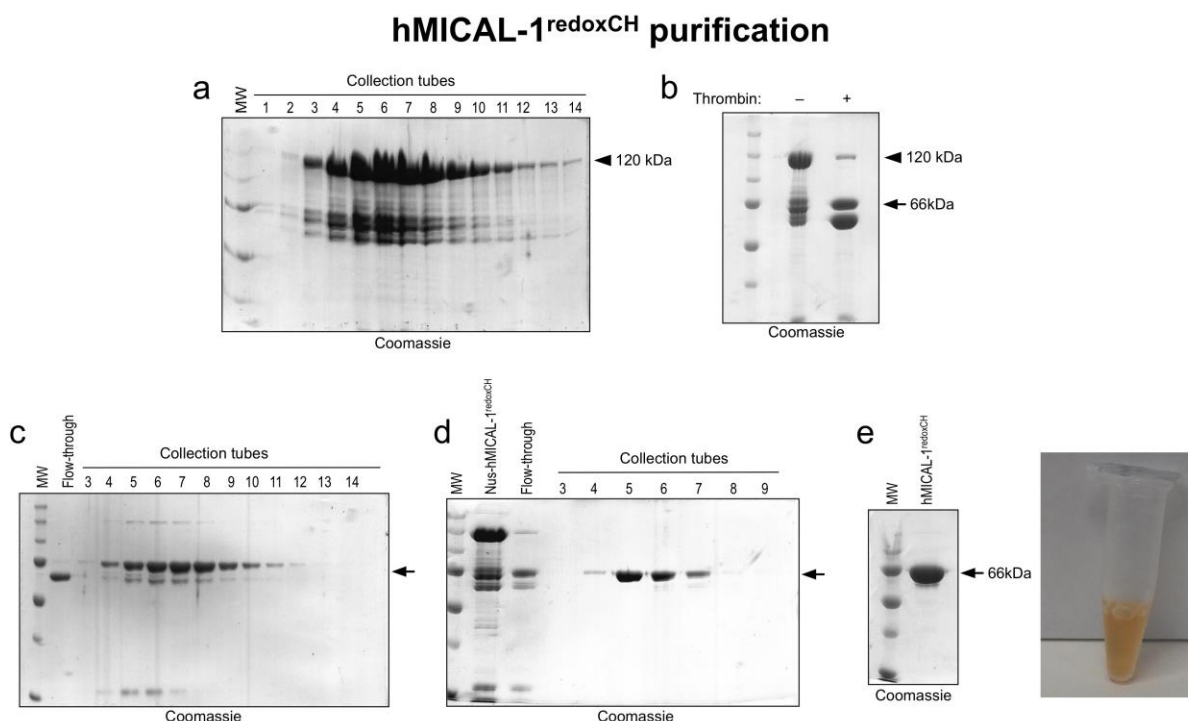 hMICAL-1redoxCH purification
a
Collection tubes
MW 1 2 3 4 5 6 7 8 9 10 11 12 13 14
120 kDa
Coomassie
b
Thrombin: – +
120 kDa
66kDa
Coomassie
c
Collection tubes
MW Flow-through 3 4 5 6 7 8 9 10 11 12 13 14
Coomassie
d
Collection tubes
MW Nus-hMICAL-1redoxCH Flow-through 3 4 5 6 7 8 9
Coomassie
e
MW hMICAL-1redoxCH
66kDa
Coomassie